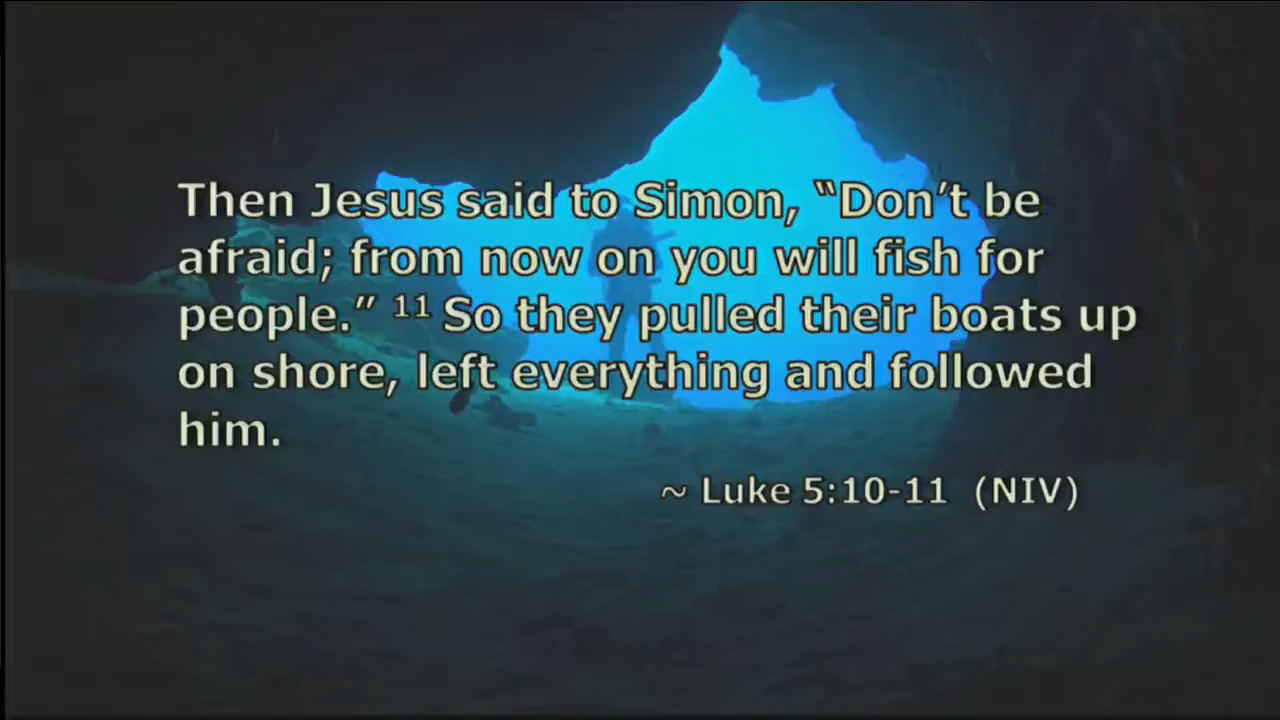 Then Jesus said to Simon, “Don’t be
afraid; from now on you will fish for
people.” ¹¹ So they pulled their boats up
on shore, left everything and followed
him.
~ Luke 5:10-11 (NIV)